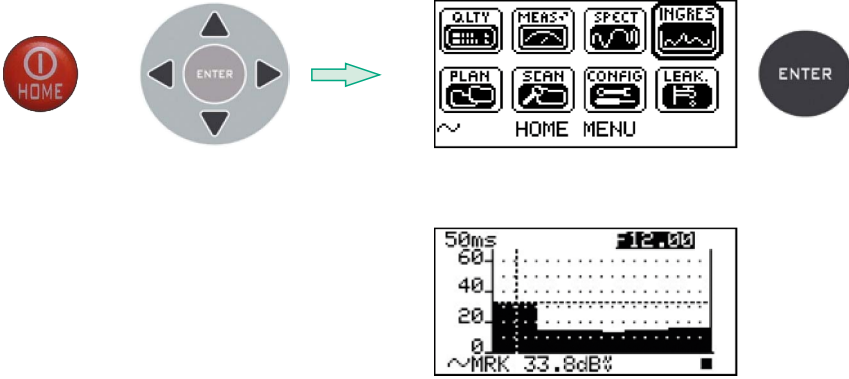 HOME
ENTER
Q.LTY MEAS. SPECT INGRES
PLAN SCAN CONFIG LEAK.
HOME MENU
ENTER
50ms F12.00
60
40
20
0
MRK 33.8dB